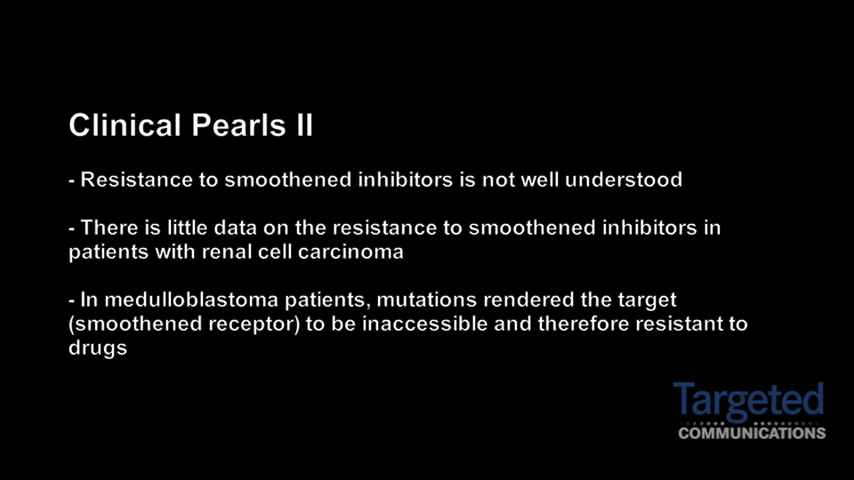 Clinical Pearls II
- Resistance to smoothened inhibitors is not well understood
- There is little data on the resistance to smoothened inhibitors in
patients with renal cell carcinoma
- In medulloblastoma patients, mutations rendered the target
(smoothened receptor) to be inaccessible and therefore resistant to
drugs
Targeted
COMMUNICATIONS